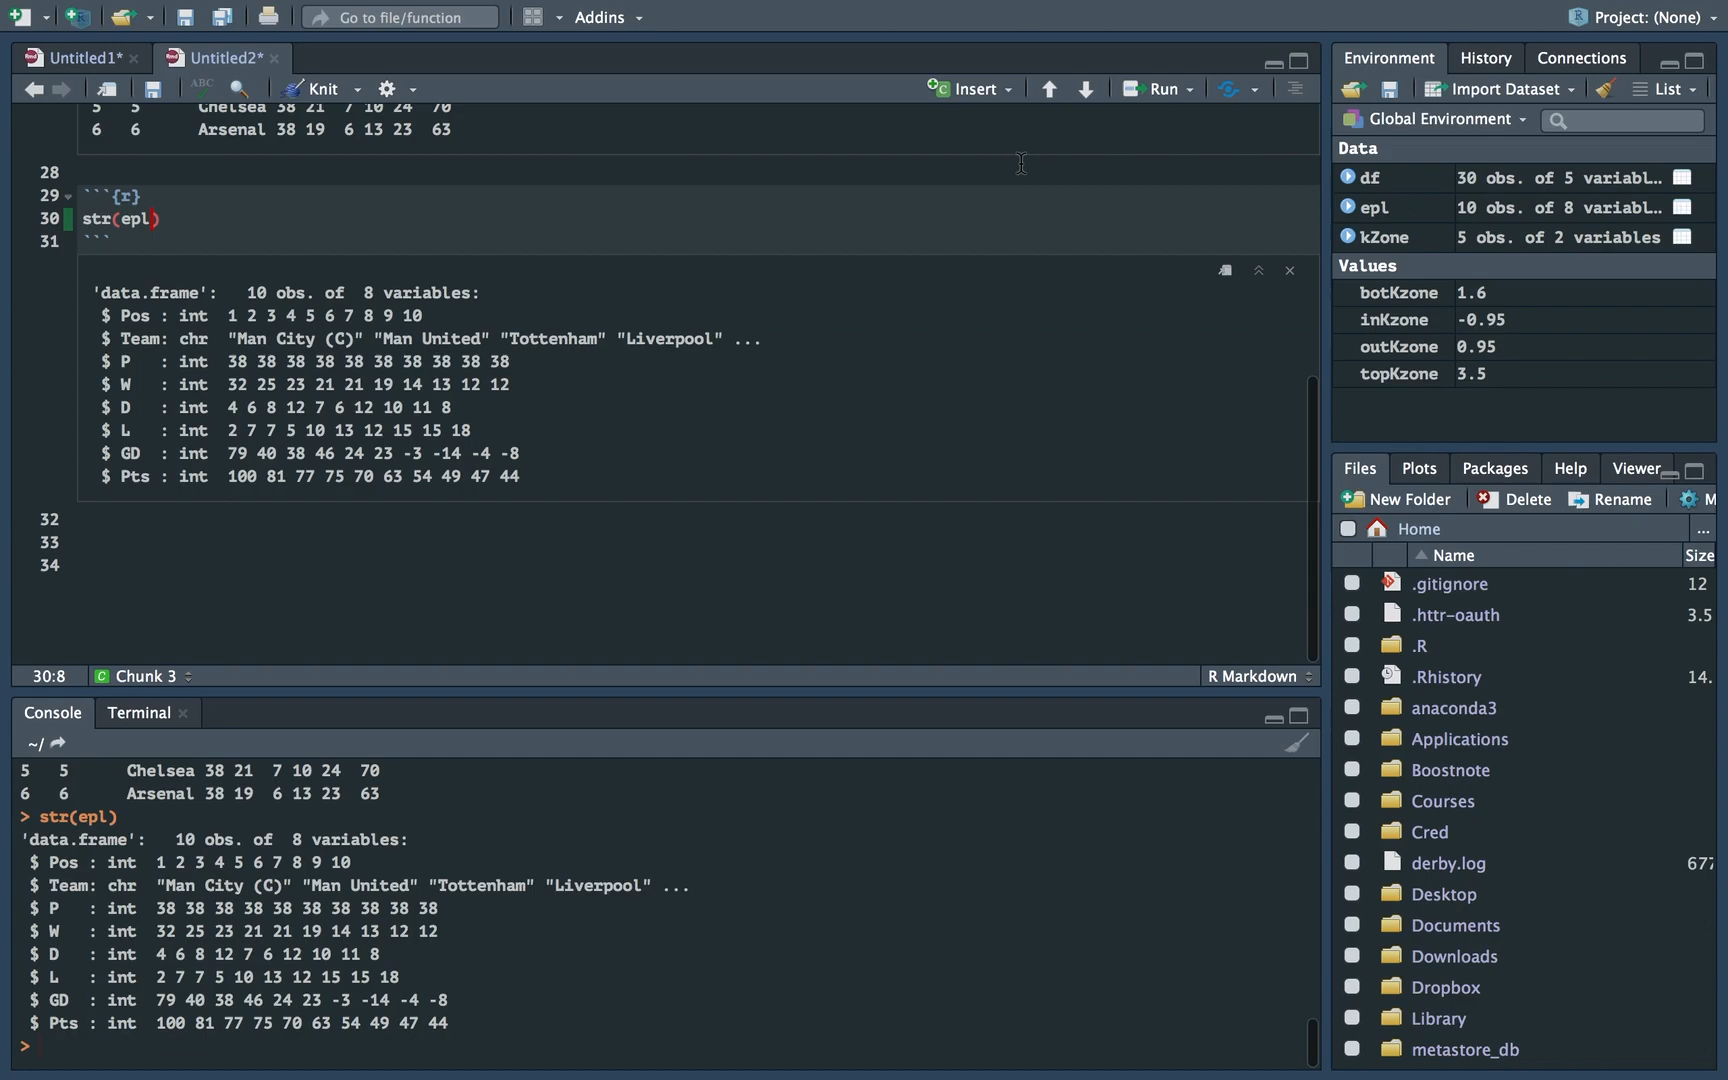 Go to file/function
Addins
Project: (None)
Untitled1*
Untitled2*
ABC
Knit
Insert
Run
5 5 Chelsea 38 21 7 10 24 70
6 6 Arsenal 38 19 6 13 23 63
28
29 ```{r}
30 str(epl)
31 ```
'data.frame': 10 obs. of 8 variables:
$ Pos : int 1 2 3 4 5 6 7 8 9 10
$ Team: chr "Man City (C)" "Man United" "Tottenham" "Liverpool" ...
$ P : int 38 38 38 38 38 38 38 38 38 38
$ W : int 32 25 23 21 21 19 14 13 12 12
$ D : int 4 6 8 12 7 6 12 10 11 8
$ L : int 2 7 7 5 10 13 12 15 15 18
$ GD : int 79 40 38 46 24 23 -3 -14 -4 -8
$ Pts : int 100 81 77 75 70 63 54 49 47 44
32
33
34
30:8
C Chunk 3
R Markdown
Console
Terminal
~/
5 5 Chelsea 38 21 7 10 24 70
6 6 Arsenal 38 19 6 13 23 63
> str(epl)
'data.frame': 10 obs. of 8 variables:
$ Pos : int 1 2 3 4 5 6 7 8 9 10
$ Team: chr "Man City (C)" "Man United" "Tottenham" "Liverpool" ...
$ P : int 38 38 38 38 38 38 38 38 38 38
$ W : int 32 25 23 21 21 19 14 13 12 12
$ D : int 4 6 8 12 7 6 12 10 11 8
$ L : int 2 7 7 5 10 13 12 15 15 18
$ GD : int 79 40 38 46 24 23 -3 -14 -4 -8
$ Pts : int 100 81 77 75 70 63 54 49 47 44
>
Environment
History
Connections
Import Dataset
List
Global Environment
Data
df 30 obs. of 5 variabl...
epl 10 obs. of 8 variabl...
kZone 5 obs. of 2 variables
Values
botKzone 1.6
inKzone -0.95
outKzone 0.95
topKzone 3.5
Files
Plots
Packages
Help
Viewer
New Folder
Delete
Rename
M
Home
...
Name
Size
.gitignore 12
.httr-oauth 3.5
.R
.Rhistory 14.
anaconda3
Applications
Boostnote
Courses
Cred
derby.log 677
Desktop
Documents
Downloads
Dropbox
Library
metastore_db